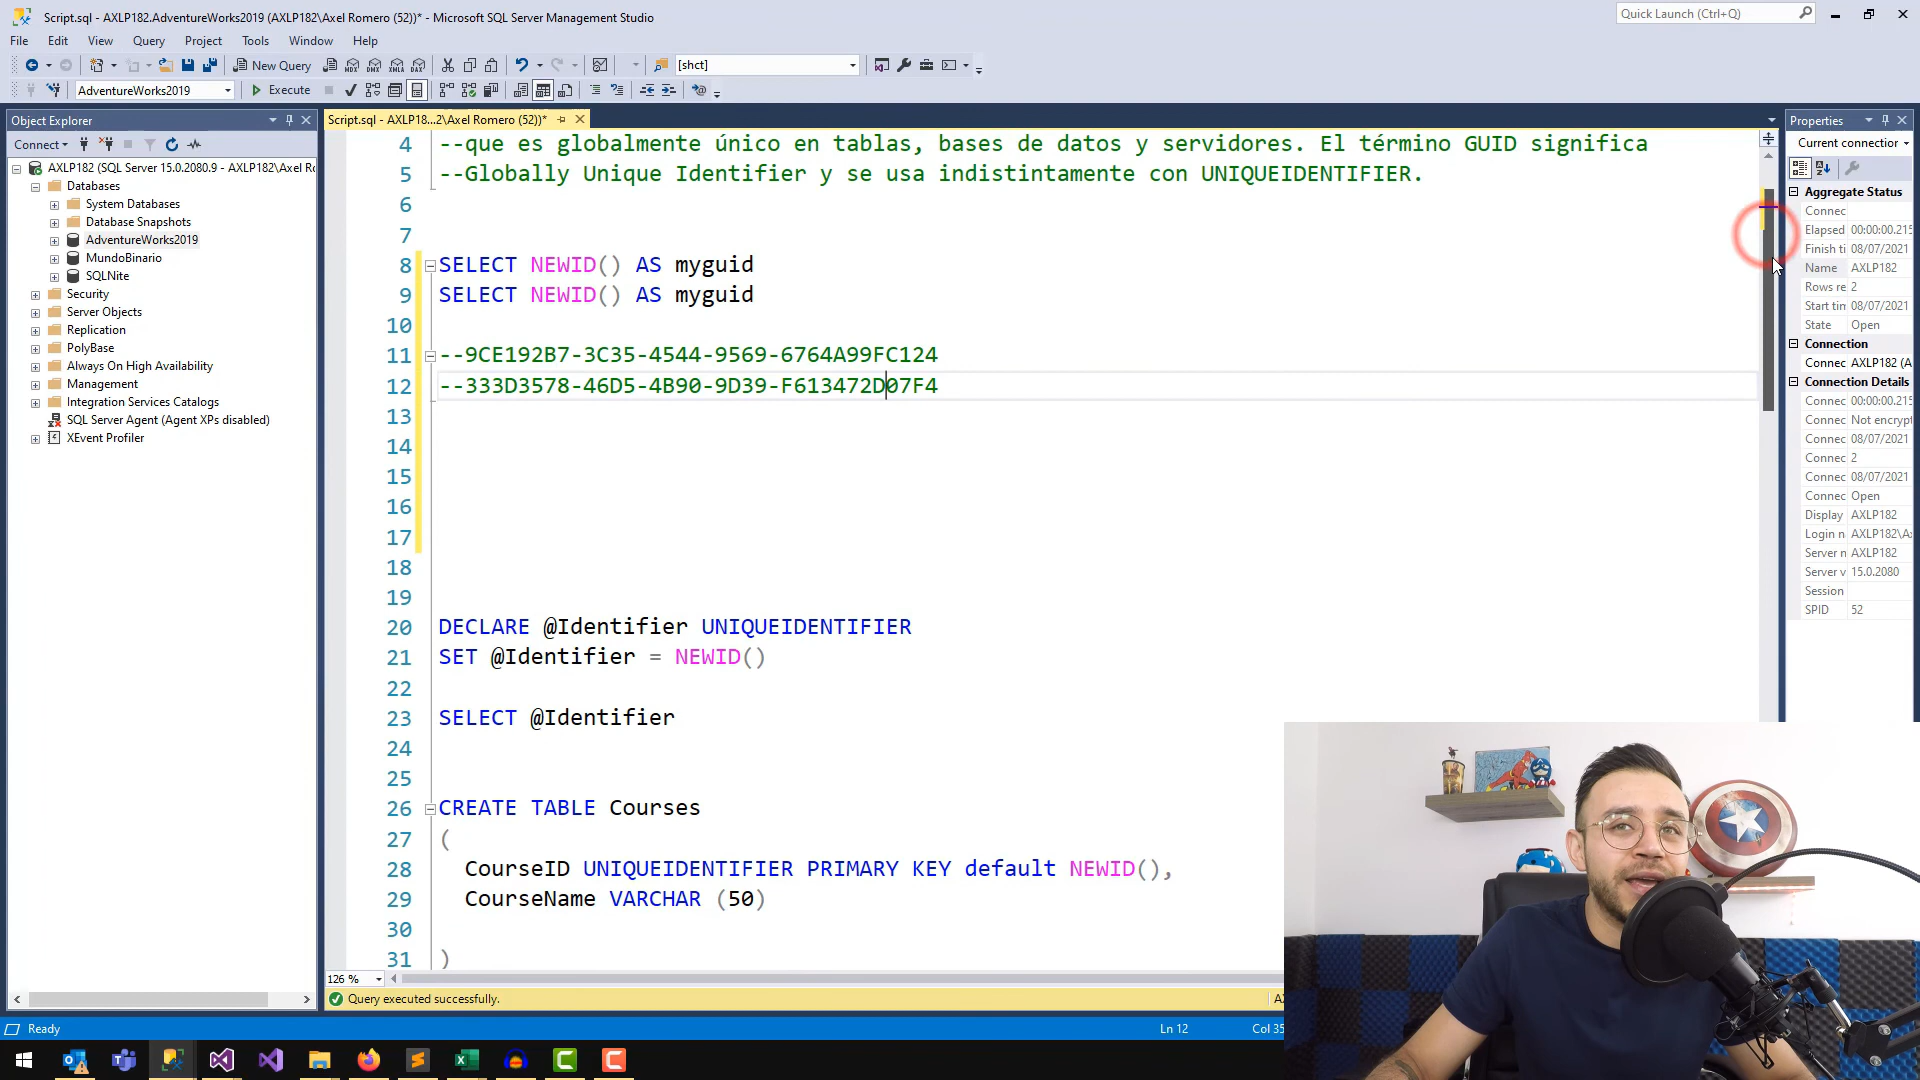 Script.sql - AXLP182.AdventureWorks2019 (AXLP182\Axel Romero (52))* - Microsoft SQL Server Management Studio
Quick Launch (Ctrl+Q)
File Edit View Query Project Tools Window Help
New Query
[shct]
AdventureWorks2019
Execute
Object Explorer
Connect
AXLP182 (SQL Server 15.0.2080.9 - AXLP182\Axel Ro
Databases
System Databases
Database Snapshots
AdventureWorks2019
MundoBinario
SQLNite
Security
Server Objects
Replication
PolyBase
Always On High Availability
Management
Integration Services Catalogs
SQL Server Agent (Agent XPs disabled)
XEvent Profiler
Script.sql - AXLP18...2\Axel Romero (52))*
4 --que es globalmente único en tablas, bases de datos y servidores. El término GUID significa
5 --Globally Unique Identifier y se usa indistintamente con UNIQUEIDENTIFIER.
6
7
8 SELECT NEWID() AS myguid
9 SELECT NEWID() AS myguid
10
11 --9CE192B7-3C35-4544-9569-6764A99FC124
12 --333D3578-46D5-4B90-9D39-F613472D07F4
13
14
15
16
17
18
19
20 DECLARE @Identifier UNIQUEIDENTIFIER
21 SET @Identifier = NEWID()
22
23 SELECT @Identifier
24
25
26 CREATE TABLE Courses
27 (
28 CourseID UNIQUEIDENTIFIER PRIMARY KEY default NEWID(),
29 CourseName VARCHAR (50)
30
31 )
126 %
Query executed successfully.
Ready
Ln 12
Col 35
Properties
Current connection
Aggregate Status
Connec
Elapsed 00:00:00.215
Finish ti 08/07/2021
Name AXLP182
Rows re 2
Start tim 08/07/2021
State Open
Connection
Connec AXLP182 (A
Connection Details
Connec 00:00:00.215
Connec Not encrypt
Connec 08/07/2021
Connec 2
Connec 08/07/2021
Connec Open
Display AXLP182
Login n AXLP182\Ax
Server n AXLP182
Server v 15.0.2080
Session
SPID 52